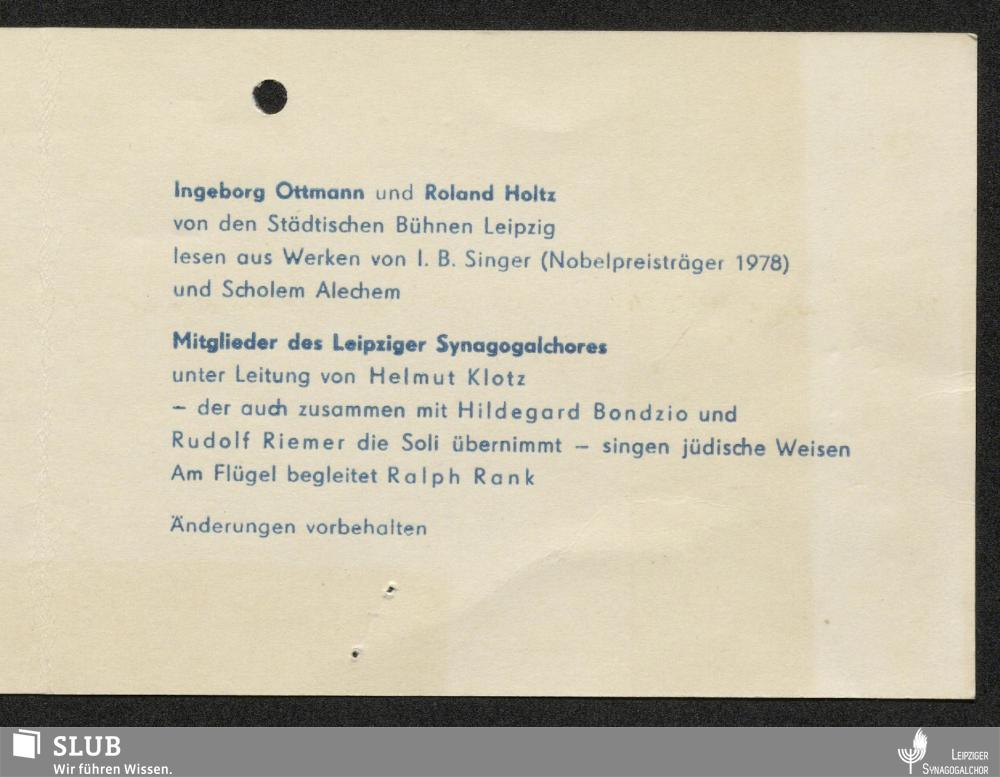 Ingeborg Ottmann und Roland Holtz
von den Städtischen Bühnen Leipzig
lesen aus Werken von I. B. Singer (Nobelpreisträger 1978)
und Scholem Alechem
Mitglieder des Leipziger Synagogalchores
unter Leitung von Helmut Klotz
– der auch zusammen mit Hildegard Bondzio und
Rudolf Riemer die Soli übernimmt – singen jüdische Weisen
Am Flügel begleitet Ralph Rank
Änderungen vorbehalten
SLUB
Wir führen Wissen.
LEIPZIGER
SYNAGOGALCHOR